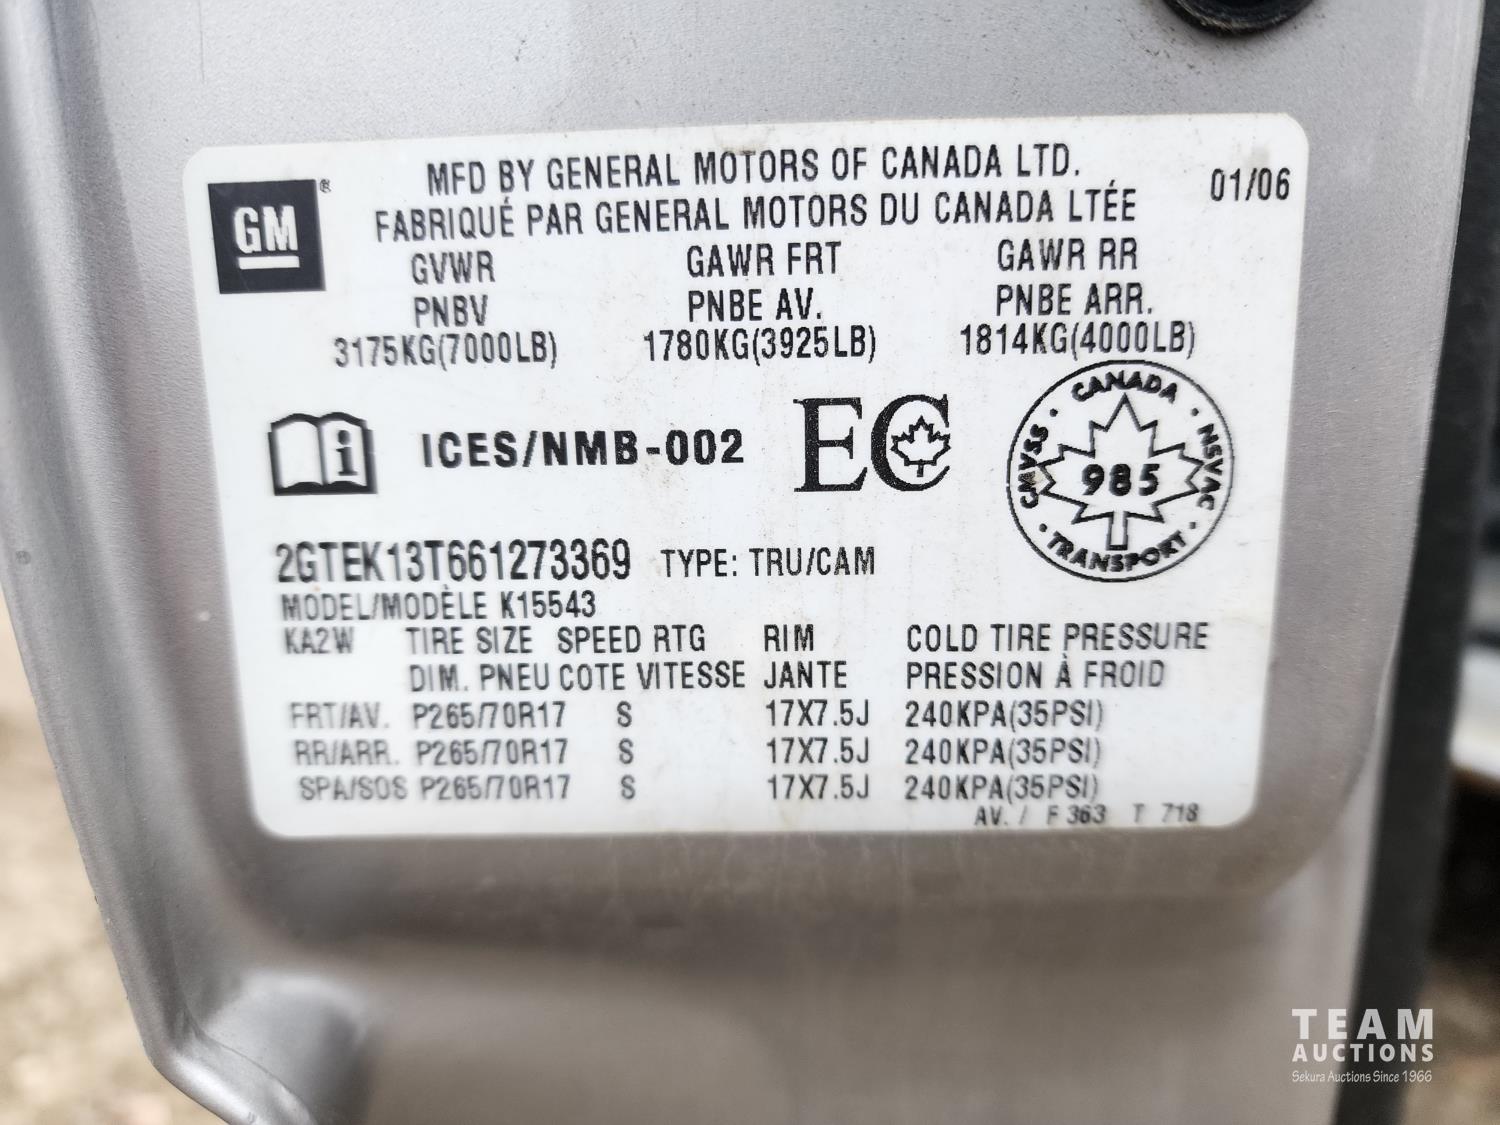 GM®
MFD BY GENERAL MOTORS OF CANADA LTD. 01/06
FABRIQUÉ PAR GENERAL MOTORS DU CANADA LTÉE
GVWR GAWR FRT GAWR RR
PNBV PNBE AV. PNBE ARR.
3175KG(7000LB) 1780KG(3925LB) 1814KG(4000LB)
i ICES/NMB-002 EC
CANADA · NSVAC · TRANSPORT · CMVSS ·
985
2GTEK13T661273369 TYPE: TRU/CAM
MODEL/MODÈLE K15543
KA2W TIRE SIZE SPEED RTG RIM COLD TIRE PRESSURE
DIM. PNEU COTE VITESSE JANTE PRESSION À FROID
FRT/AV. P265/70R17 S 17X7.5J 240KPA(35PSI)
RR/ARR. P265/70R17 S 17X7.5J 240KPA(35PSI)
SPA/SOS P265/70R17 S 17X7.5J 240KPA(35PSI)
AV. / F 363 T 718
TEAM
AUCTIONS
Sekura Auctions Since 1966